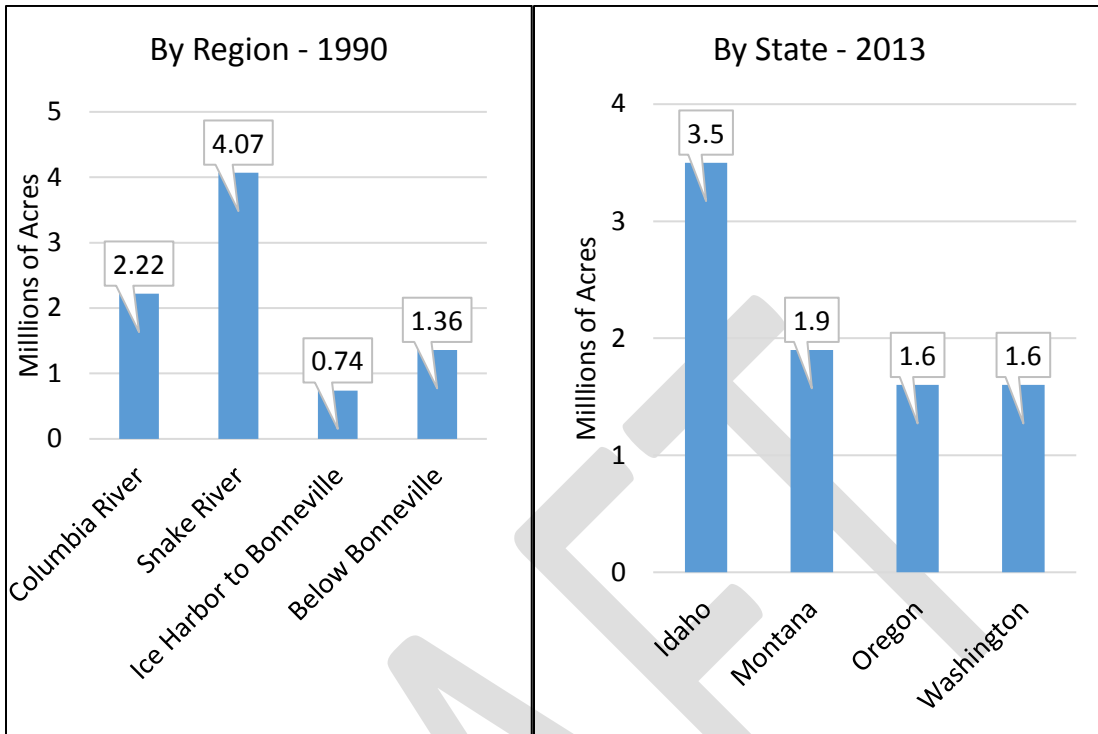 By Region - 1990
Milllions of Acres
5
4
3
2
1
0
2.22
4.07
0.74
1.36
Columbia River
Snake River
Ice Harbor to Bonneville
Below Bonneville
By State - 2013
Milllions of Acres
4
3
2
1
0
3.5
1.9
1.6
1.6
Idaho
Montana
Oregon
Washington